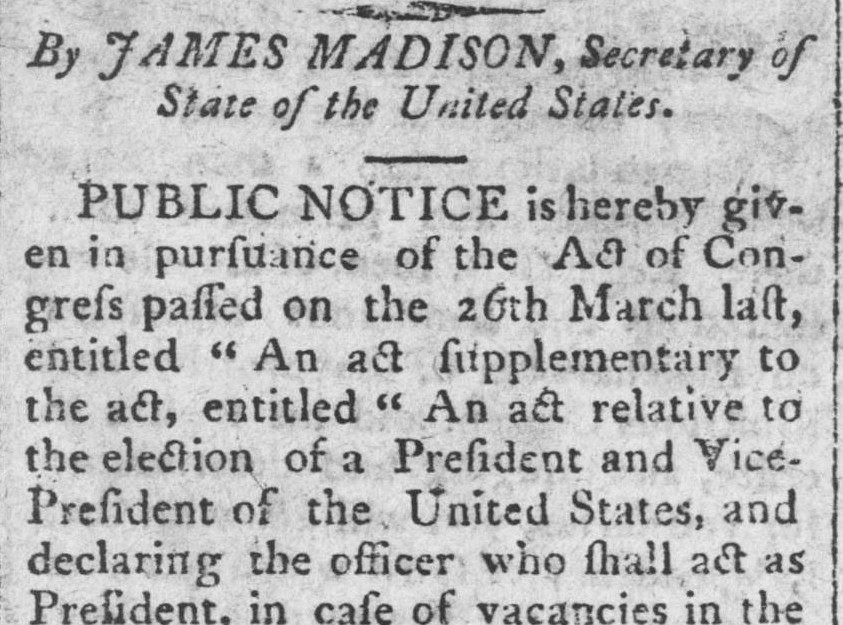 By JAMES MADISON, Secretary of
State of the United States.
PUBLIC NOTICE is hereby giv-
en in purſuance of the Act of Con-
greſs paſſed on the 26th March laſt,
entitled “ An act ſupplementary to
the act, entitled “ An act relative to
the election of a Preſident and Vice-
Preſident of the United States, and
declaring the officer who ſhall act as
Preſident, in caſe of vacancies in the